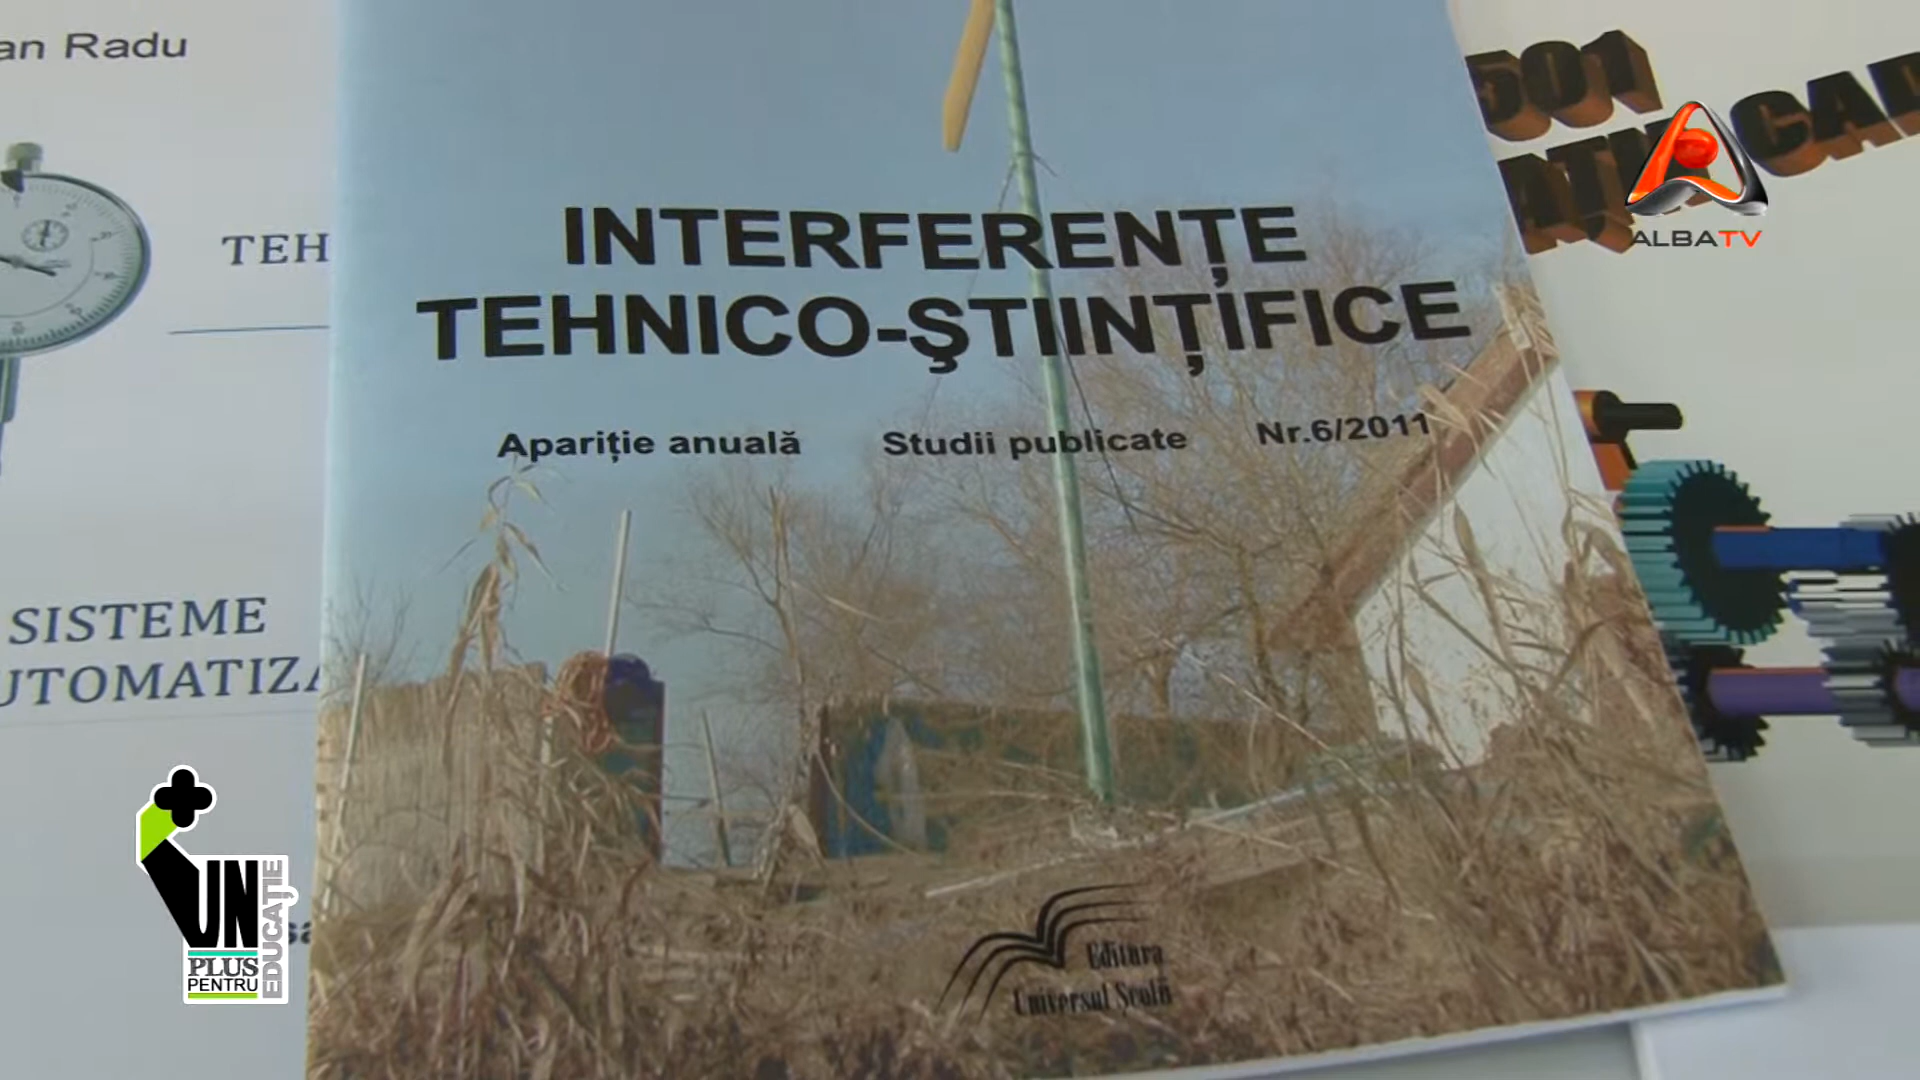 an Radu
TEH
SISTEME
UTOMATIZA
INTERFERENȚE
TEHNICO-ŞTIINȚIFICE
Apariție anuală Studii publicate Nr.6/2011
Editura
Universul Școlii
ALBATV
UN
PLUS
PENTRU
EDUCAȚIE